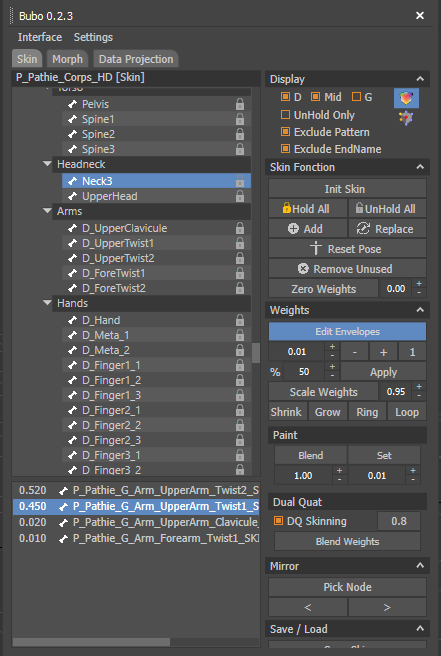 Bubo 0.2.3
Interface Settings
Skin Morph Data Projection
P_Pathie_Corps_HD [Skin]
Torso
Pelvis
Spine1
Spine2
Spine3
Headneck
Neck3
UpperHead
Arms
D_UpperClavicule
D_UpperTwist1
D_UpperTwist2
D_ForeTwist1
D_ForeTwist2
Hands
D_Hand
D_Meta_1
D_Meta_2
D_Finger1_1
D_Finger1_2
D_Finger1_3
D_Finger2_1
D_Finger2_2
D_Finger2_3
D_Finger3_1
D_Finger3_2
0.520 P_Pathie_G_Arm_UpperArm_Twist2_S
0.450 P_Pathie_G_Arm_UpperArm_Twist1_S
0.020 P_Pathie_G_Arm_UpperArm_Clavicule_
0.010 P_Pathie_G_Arm_Forearm_Twist1_SKI
Display
D Mid G
UnHold Only
Exclude Pattern
Exclude EndName
Skin Fonction
Init Skin
Hold All UnHold All
Add Replace
Reset Pose
Remove Unused
Zero Weights 0.00 + -
Weights
Edit Envelopes
0.01 + - - + 1
% 50 + - Apply
Scale Weights 0.95 + -
Shrink Grow Ring Loop
Paint
Blend Set
1.00 + - 0.01 + -
Dual Quat
DQ Skinning 0.8
Blend Weights
Mirror
Pick Node
< >
Save / Load